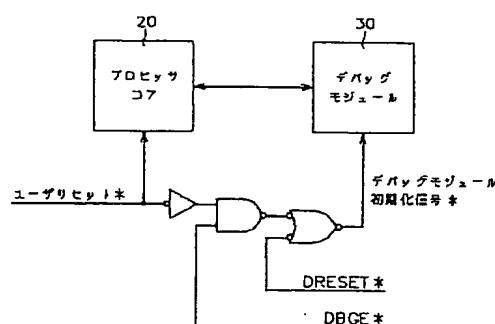 20
30
プロセッサ
コア
デバッグ
モジュール
ユーザリセット*
デバッグモジュール
初期化信号*
DRESET*
DBGE*